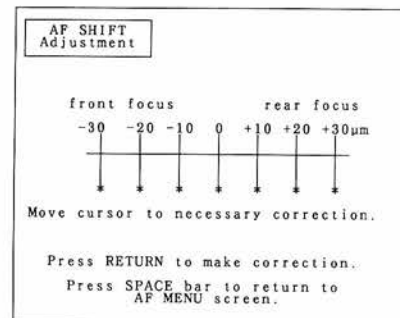 AF SHIFT
Adjustment
front focus rear focus
-30 -20 -10 0 +10 +20 +30μm
* * * * * * *
Move cursor to necessary correction.
Press RETURN to make correction.
Press SPACE bar to return to
AF MENU screen.